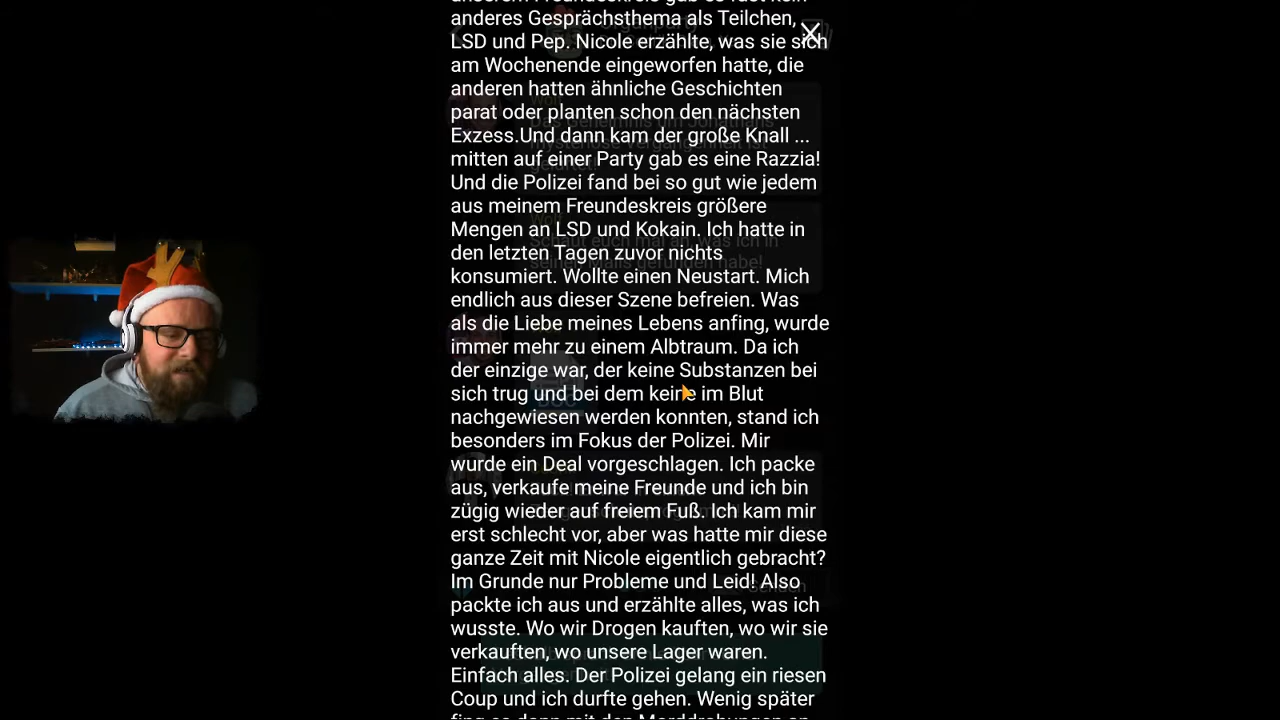 anderes Gesprächsthema als Teilchen,
LSD und Pep. Nicole erzählte, was sie sich
am Wochenende eingeworfen hatte, die
anderen hatten ähnliche Geschichten
parat oder planten schon den nächsten
Exzess.Und dann kam der große Knall ...
mitten auf einer Party gab es eine Razzia!
Und die Polizei fand bei so gut wie jedem
aus meinem Freundeskreis größere
Mengen an LSD und Kokain. Ich hatte in
den letzten Tagen zuvor nichts
konsumiert. Wollte einen Neustart. Mich
endlich aus dieser Szene befreien. Was
als die Liebe meines Lebens anfing, wurde
immer mehr zu einem Albtraum. Da ich
der einzige war, der keine Substanzen bei
sich trug und bei dem keine im Blut
nachgewiesen werden konnten, stand ich
besonders im Fokus der Polizei. Mir
wurde ein Deal vorgeschlagen. Ich packe
aus, verkaufe meine Freunde und ich bin
zügig wieder auf freiem Fuß. Ich kam mir
erst schlecht vor, aber was hatte mir diese
ganze Zeit mit Nicole eigentlich gebracht?
Im Grunde nur Probleme und Leid! Also
packte ich aus und erzählte alles, was ich
wusste. Wo wir Drogen kauften, wo wir sie
verkauften, wo unsere Lager waren.
Einfach alles. Der Polizei gelang ein riesen
Coup und ich durfte gehen. Wenig später